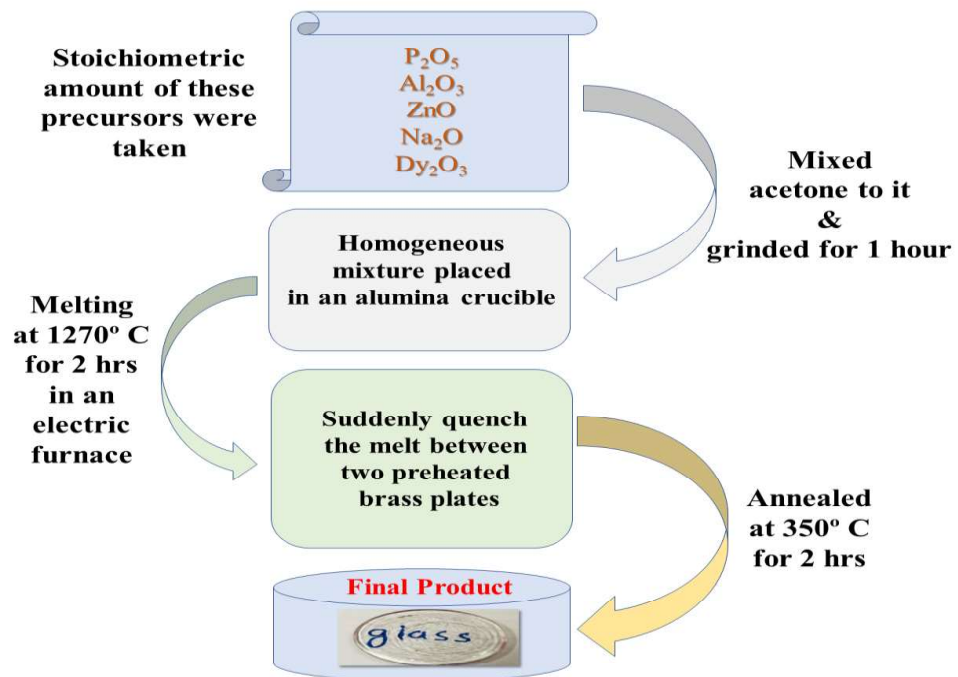 Stoichiometric
amount of these
precursors were
taken
P₂O₅
Al₂O₃
ZnO
Na₂O
Dy₂O₃
Mixed
acetone to it
&
grinded for 1 hour
Homogeneous
mixture placed
in an alumina crucible
Melting
at 1270º C
for 2 hrs
in an
electric
furnace
Suddenly quench
the melt between
two preheated
brass plates
Annealed
at 350º C
for 2 hrs
Final Product
glass